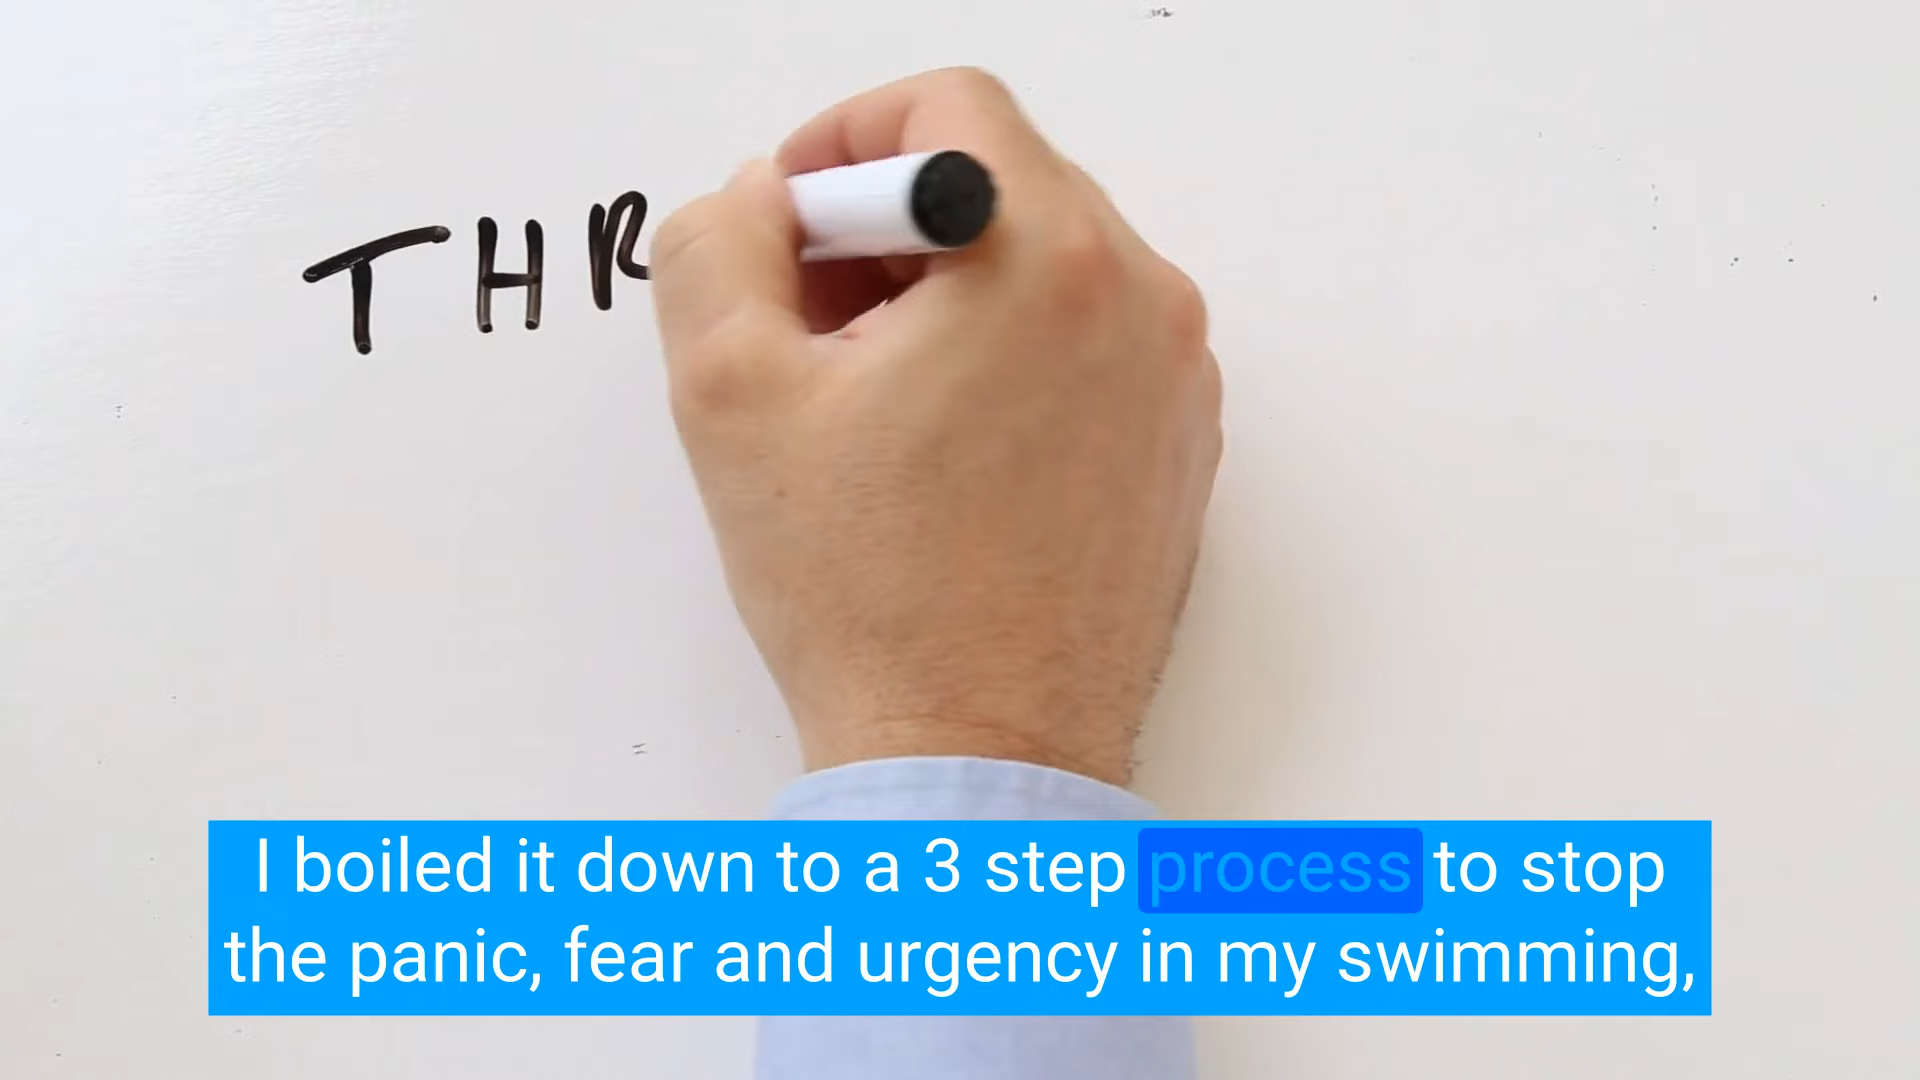 THR
I boiled it down to a 3 step process to stop
the panic, fear and urgency in my swimming,